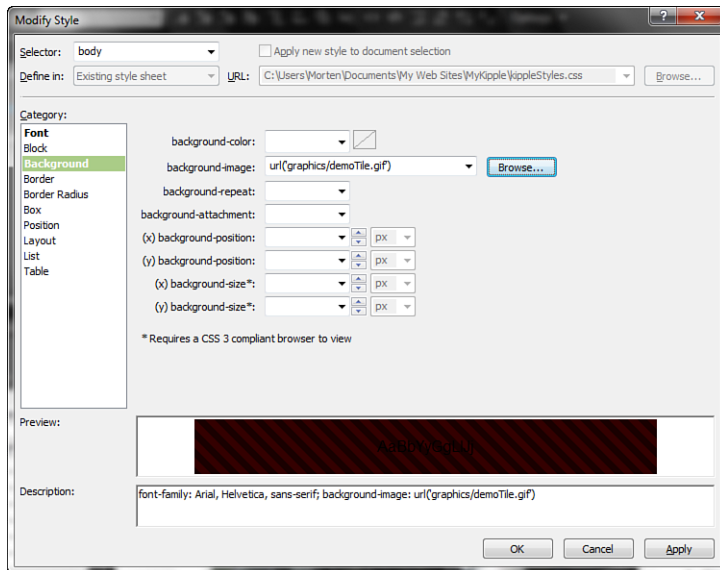 Modify Style
Selector: body Apply new style to document selection
Define in: Existing style sheet URL: C:\Users\Morten\Documents\My Web Sites\MyKipple\kippleStyles.css Browse...
Category:
Font
Block
Background
Border
Border Radius
Box
Position
Layout
List
Table
background-color:
background-image: url('graphics/demoTile.gif') Browse...
background-repeat:
background-attachment:
(x) background-position: px
(y) background-position: px
(x) background-size*: px
(y) background-size*: px
* Requires a CSS 3 compliant browser to view
Preview:
AaBbYyGgLlJj
Description:
font-family: Arial, Helvetica, sans-serif; background-image: url('graphics/demoTile.gif')
OK Cancel Apply